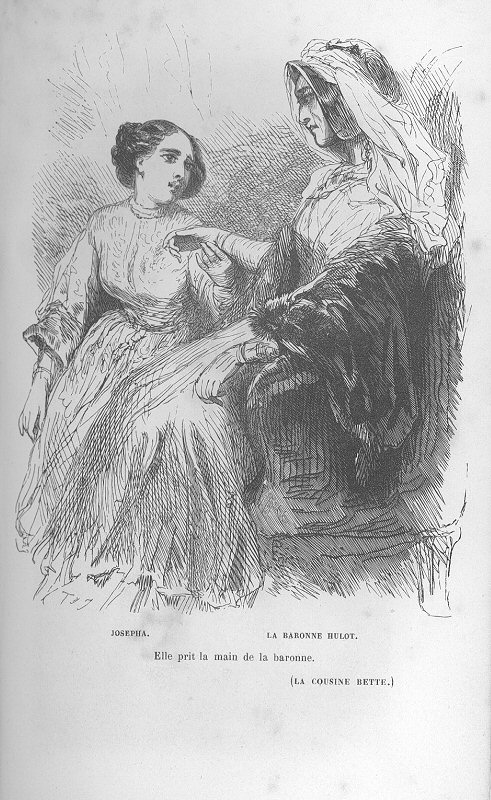 JOSEPHA.
LA BARONNE HULOT.
Elle prit la main de la baronne.
(LA COUSINE BETTE.)